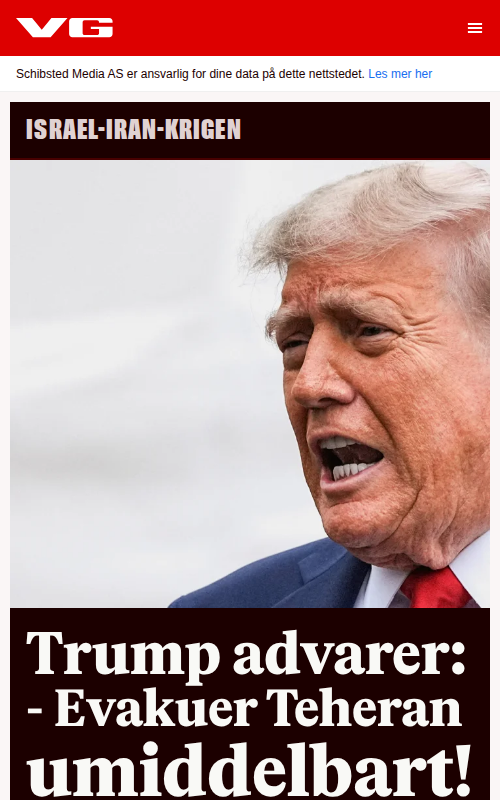 VG
Schibsted Media AS er ansvarlig for dine data på dette nettstedet. Les mer her
ISRAEL-IRAN-KRIGEN
Trump advarer:
- Evakuer Teheran
umiddelbart!